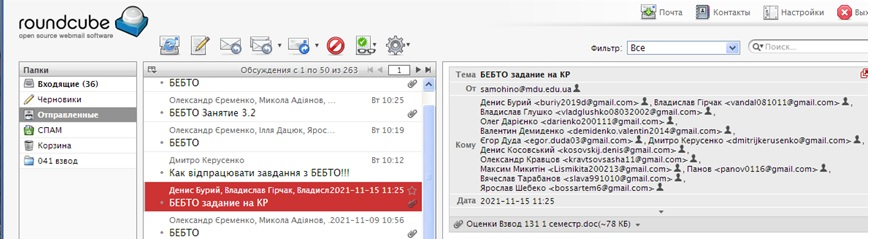 roundcube
open source webmail software
Почта
Контакты
Настройки
Вы
Фильтр:
Все
Поиск...
Папки
Входящие (36)
Черновики
Отправленные
СПАМ
Корзина
041 взвод
Обсуждения с 1 по 50 из 263
1
БЕБТО
Олександр Єременко, Микола Адіянов, ...
Вт 10:25
БЕБТО Занятие 3.2
Олександр Єременко, Ілля Дацюк, Ярос...
Вт 10:19
БЕБТО
Дмитро Керусенко
Вт 10:12
Как відпрацювати завдання з БЕБТО!!!
Денис Бурий, Владислав Гірчак, Владисл
2021-11-15 11:25
БЕБТО задание на КР
Олександр Єременко, Микола Адіянов, .
2021-11-09 10:56
БЕБТО
Тема БЕБТО задание на КР
От samohino@mdu.edu.ua
Кому
Денис Бурий <buriy2019d@gmail.com>, Владислав Гірчак <vandal081011@gmail.com>,
Владислав Глушко <vladglushko08032002@gmail.com>,
Олег Дарієнко <darienko200111@gmail.com>,
Валентин Демиденко <demidenko.valentin2014@gmail.com>,
Єгор Дуда <egor.duda03@gmail.com>, Дмитро Керусенко <dmitrijkerusenko@gmail.com>,
Денис Косовський <kosovskij.denis@gmail.com>,
Олександр Кравцов <kravtsovsasha11@gmail.com>,
Максим Микитін <Lismikita200213@gmail.com>, Панов <panov0116@gmail.com>,
Вячеслав Тарабанов <slava991010@gmail.com>,
Ярослав Шебеко <bossartem6@gmail.com>
Дата 2021-11-15 11:25
Оценки Взвод 131 1 семестр.doc(~78 КБ)